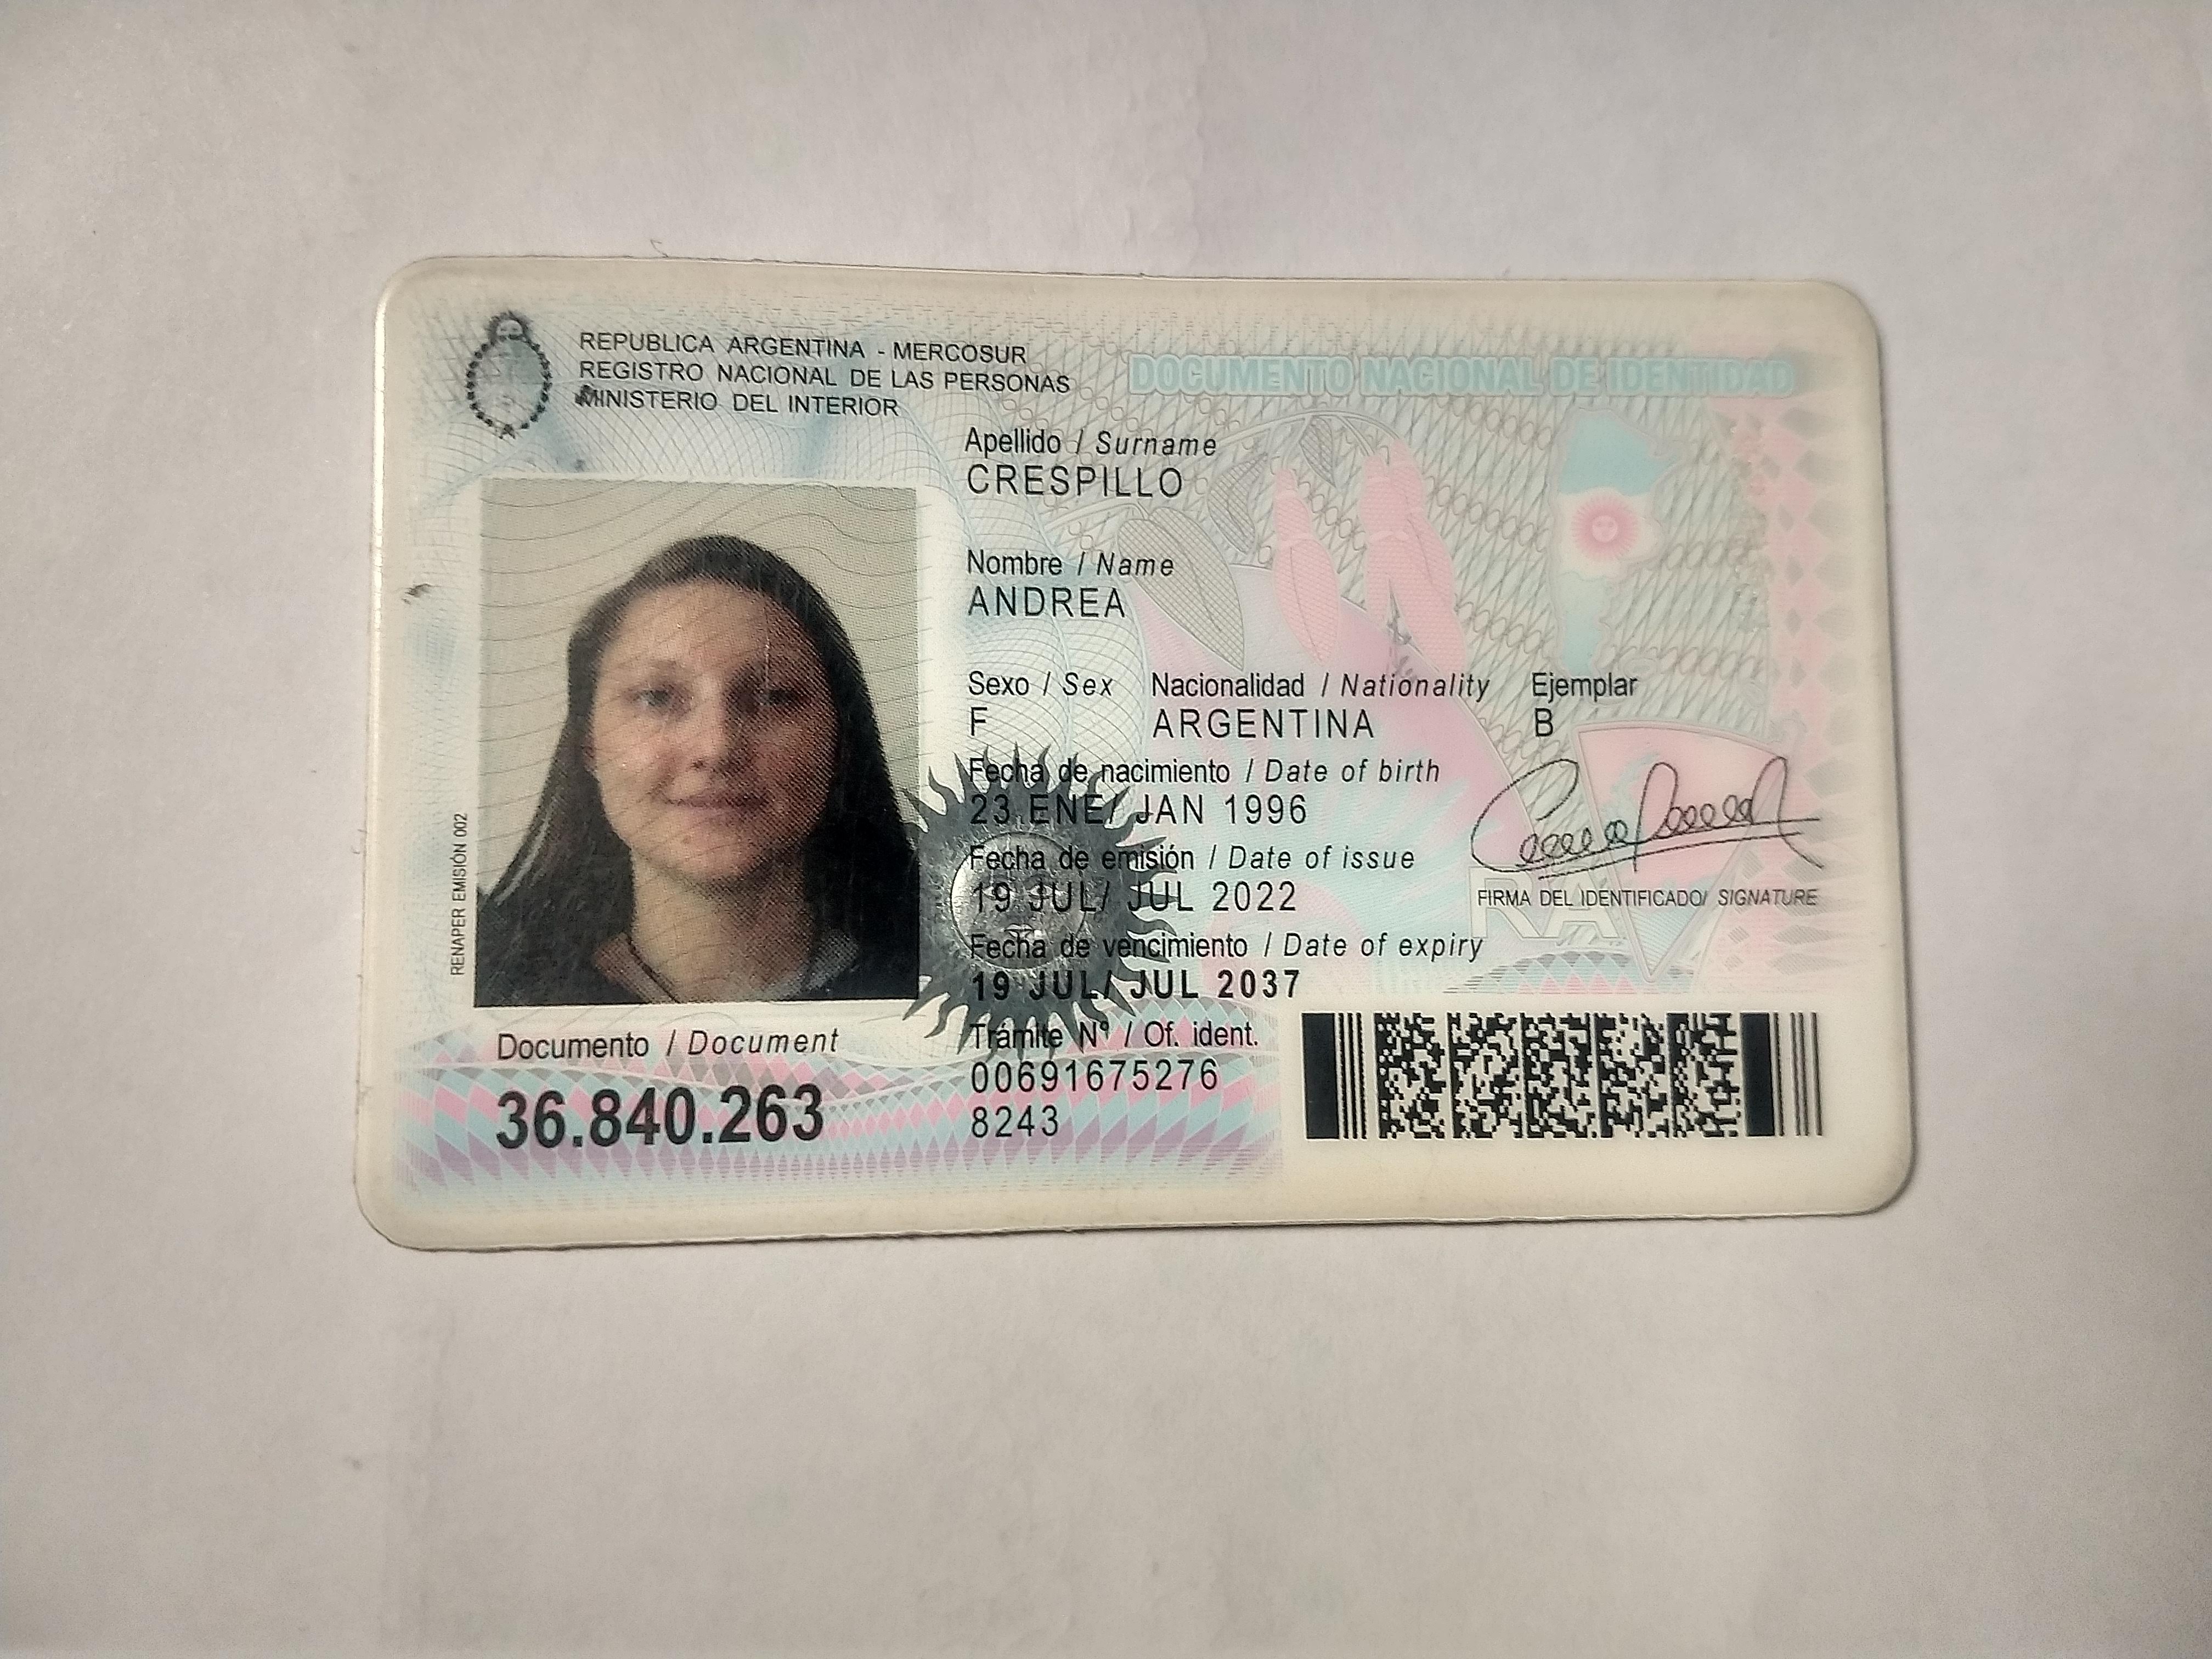 REPUBLICA ARGENTINA - MERCOSUR
REGISTRO NACIONAL DE LAS PERSONAS
MINISTERIO DEL INTERIOR
DOCUMENTO NACIONAL DE IDENTIDAD
Apellido / Surname
CRESPILLO
Nombre / Name
ANDREA
Sexo / Sex Nacionalidad / Nationality Ejemplar
F ARGENTINA B
Fecha de nacimiento / Date of birth
23 ENE/ JAN 1996
Fecha de emisión / Date of issue
19 JUL/ JUL 2022
FIRMA DEL IDENTIFICADO/ SIGNATURE
RA
Fecha de vencimiento / Date of expiry
19 JUL/ JUL 2037
RENAPER EMISIÓN 002
Documento / Document
36.840.263
Trámite Nº / Of. ident.
00691675276
8243